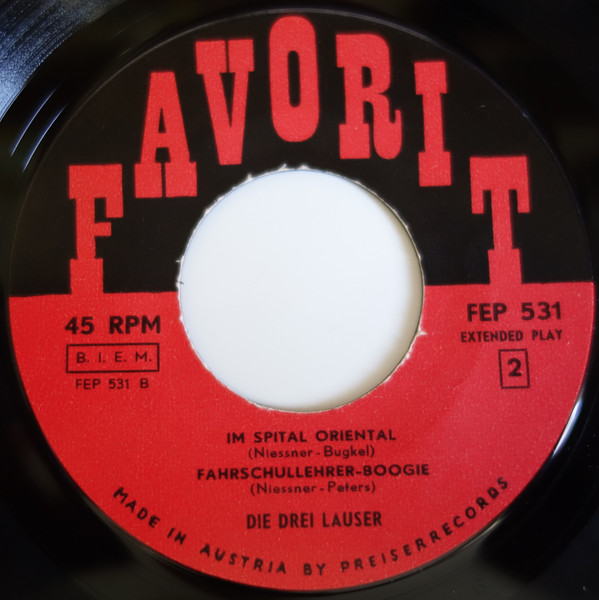 FAVORIT
45 RPM
B. I. E. M.
FEP 531 B
FEP 531
EXTENDED PLAY
2
IM SPITAL ORIENTAL
(Niessner-Bugkel)
FAHRSCHULLEHRER-BOOGIE
(Niessner-Peters)
DIE DREI LAUSER
MADE IN AUSTRIA BY PREISERRECORDS